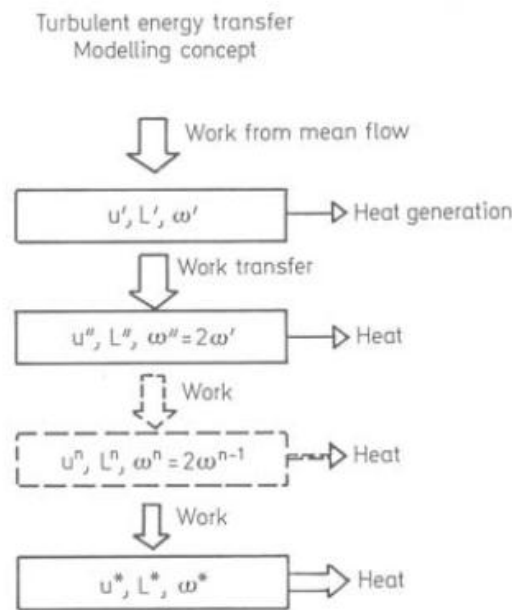 Turbulent energy transfer
Modelling concept
Work from mean flow
u', L', ω'
Heat generation
Work transfer
u", L", ω"=2ω'
Heat
Work
uⁿ, Lⁿ, ωⁿ=2ωⁿ⁻¹
Heat
Work
u*, L*, ω*
Heat